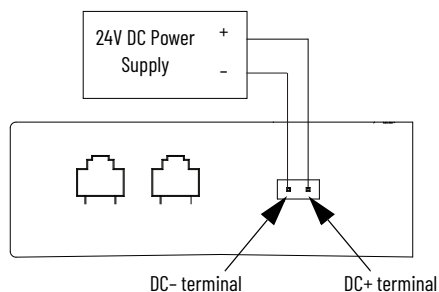 24V DC Power
Supply
+
–
DC– terminal
DC+ terminal